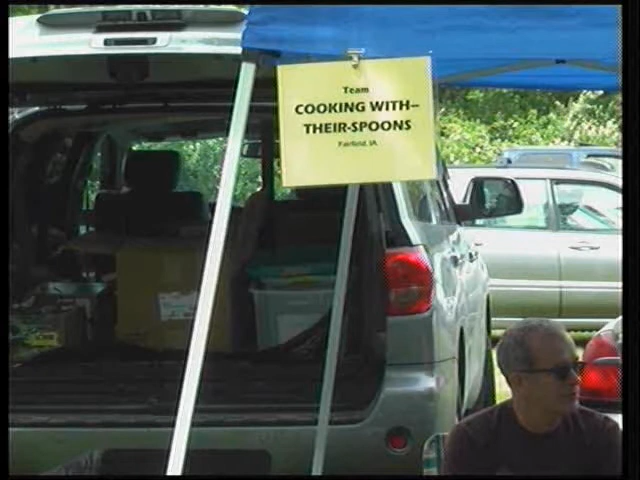 Team
COOKING WITH–
THEIR-SPOONS
Fairfield, IA